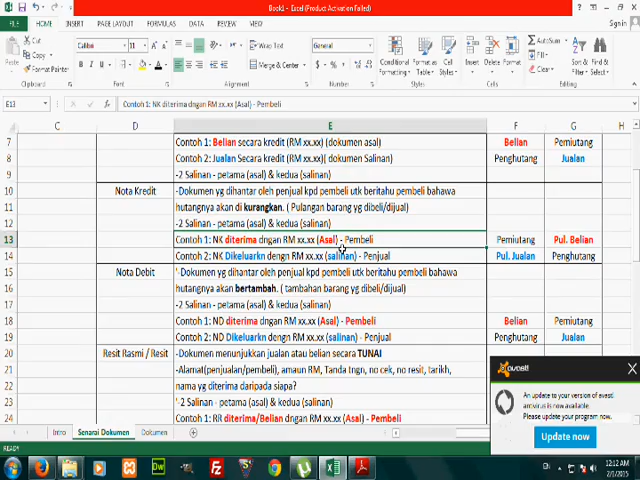 Book1 - Excel (Product Activation Failed)
FILE HOME INSERT PAGE LAYOUT FORMULAS DATA REVIEW VIEW Sign in
Cut
Copy
Format Painter
Paste
Calibri 11
B I U
Wrap Text
Merge & Center
General
$ % ,
Conditional Formatting
Format as Table
Cell Styles
Insert Delete Format
AutoSum
Fill
Clear
Sort & Filter
Find & Select
Clipboard Font Alignment Number Styles Cells Editing
E13 fx Contoh 1: NK diterima dngan RM xx.xx (Asal) - Pembeli
C D E F G H
7 Contoh 1: Belian secara kredit (RM xx.xx) (dokumen asal) Belian Pemiutang
8 Contoh 2: Jualan Secara kredit( RM xx.xx) ( dokumen Salinan) Penghutang Jualan
9 -2 Salinan - petama (asal) & kedua (salinan)
10 Nota Kredit -Dokumen yg dihantar oleh penjual kpd pembeli utk beritahu pembeli bahawa
11 hutangnya akan di kurangkan. ( Pulangan barang yg dibeli/dijual)
12 -2 Salinan - petama (asal) & kedua (salinan)
13 Contoh 1: NK diterima dngan RM xx.xx (Asal) - Pembeli Pemiutang Pul. Belian
14 Contoh 2: NK Dikeluarkn dengn RM xx.xx (salinan) - Penjual Pul. Jualan Penghutang
15 Nota Debit '-Dokumen yg dihantar oleh penjual kpd pembeli utk beritahu pembeli bahawa
16 hutangnya akan bertambah. ( tambahan barang yg dibeli/dijual)
17 -2 Salinan - petama (asal) & kedua (salinan)
18 Contoh 1: ND diterima dngan RM xx.xx (Asal) - Pembeli Belian Pemiutang
19 Contoh 2: ND Dikeluarkn dengn RM xx.xx (salinan) - Penjual Penghutang Jualan
20 Resit Rasmi / Resit -Dokumen menunjukkan jualan atau belian secara TUNAI
21 -Alamat(penjualan/pembeli), amaun RM, Tanda tngn, no cek, no resit, tarikh,
22 nama yg diterima daripada siapa?
23 '-2 Salinan - petama (asal) & kedua (salinan)
24 Contoh 1: RR diterima/Belian dngan RM xx.xx (Asal) - Pembeli
avast!
An update to your version of avast! antivirus is now available.
Please update your program now.
Update now
Intro Senarai Dokumen Dokumen
READY
EN
12:12 AM
2/1/2015